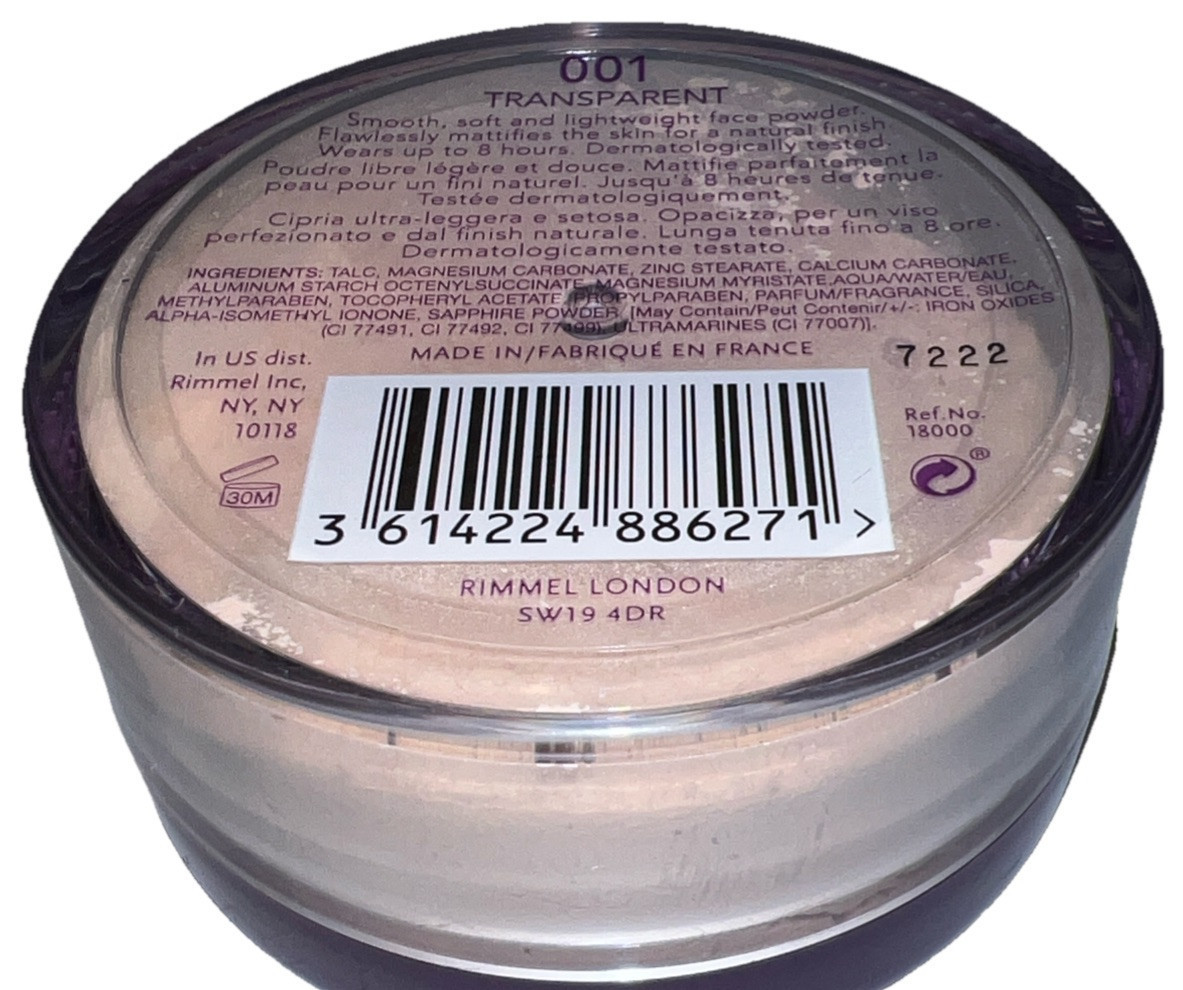 001
TRANSPARENT
Smooth, soft and lightweight face powder.
Flawlessly mattifies the skin for a natural finish
Wears up to 8 hours. Dermatologically tested.
Poudre libre légère et douce. Mattifie parfaitement la
peau pour un fini naturel. Jusqu'à 8 heures de tenue.
Testée dermatologiquement.
Cipria ultra-leggera e setosa. Opacizza, per un viso
perfezionato e dal finish naturale. Lunga tenuta fino a 8 ore.
Dermatologicamente testato.
INGREDIENTS: TALC, MAGNESIUM CARBONATE, ZINC STEARATE, CALCIUM CARBONATE,
ALUMINUM STARCH OCTENYLSUCCINATE, MAGNESIUM MYRISTATE,AQUA/WATER/EAU,
METHYLPARABEN, TOCOPHERYL ACETATE, PROPYLPARABEN, PARFUM/FRAGRANCE, SILICA,
ALPHA-ISOMETHYL IONONE, SAPPHIRE POWDER, [May Contain/Peut Contenir/+/-: IRON OXIDES
(CI 77491, CI 77492, CI 77499), ULTRAMARINES (CI 77007)].
MADE IN/FABRIQUÉ EN FRANCE
7222
In US dist.
Rimmel Inc,
NY, NY
10118
30M
Ref.No.
18000
®
3 614224 886271 >
RIMMEL LONDON
SW19 4DR